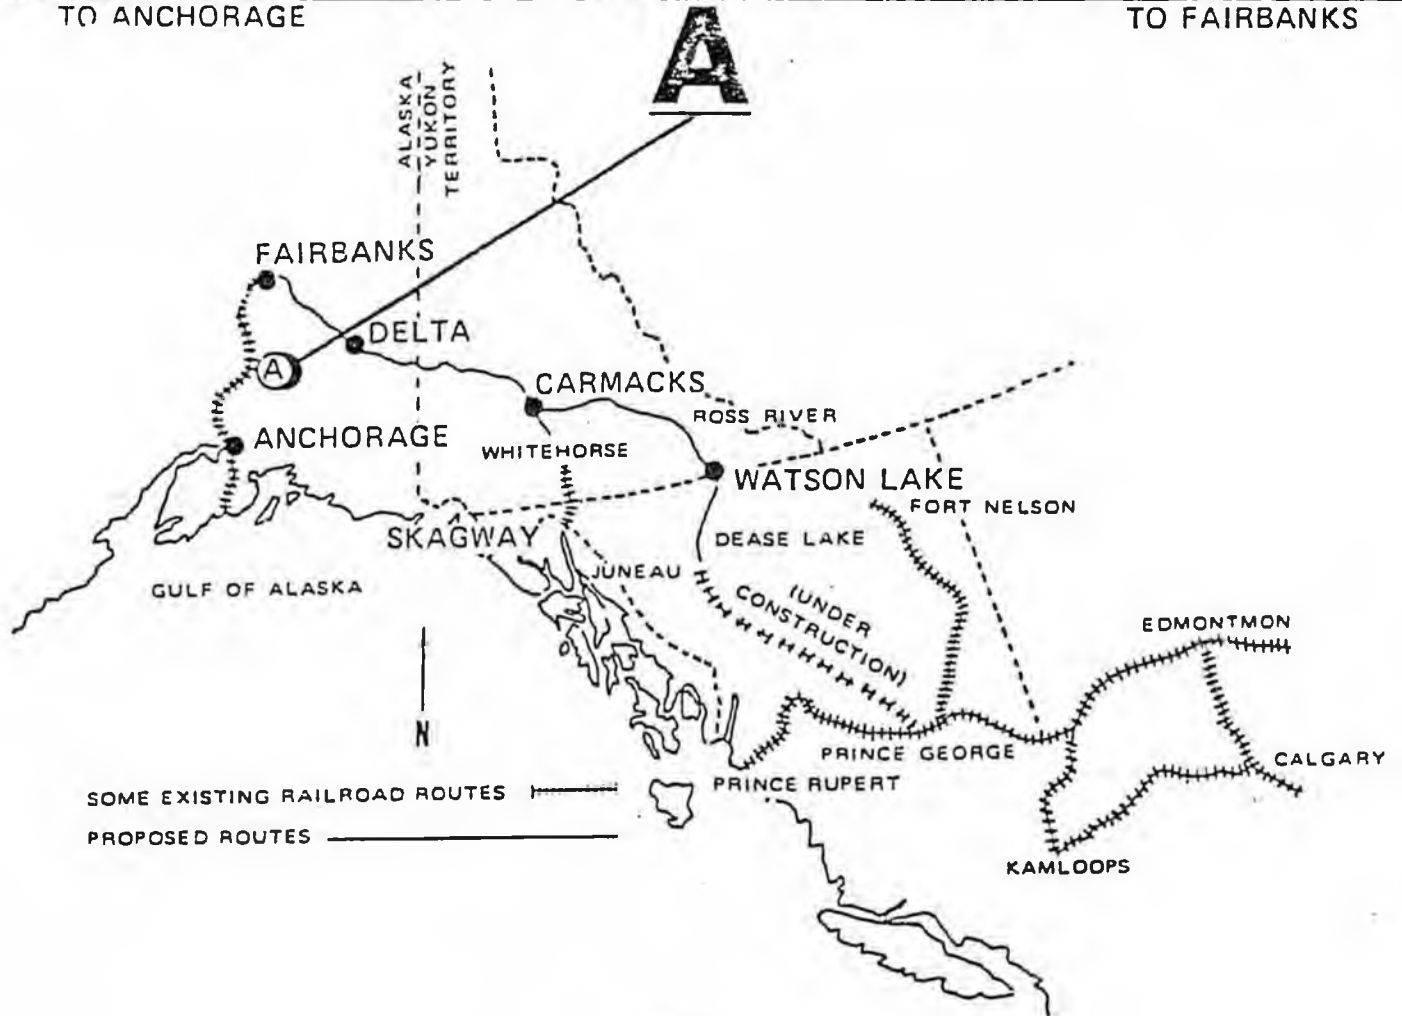 TO ANCHORAGE
TO FAIRBANKS
A
ALASKA
YUKON
TERRITORY
FAIRBANKS
DELTA
A
CARMACKS
ROSS RIVER
ANCHORAGE
WHITEHORSE
WATSON LAKE
FORT NELSON
SKAGWAY
DEASE LAKE
JUNEAU
GULF OF ALASKA
(UNDER
CONSTRUCTION)
EDMONTMON
N
PRINCE GEORGE
CALGARY
PRINCE RUPERT
SOME EXISTING RAILROAD ROUTES
PROPOSED ROUTES
KAMLOOPS